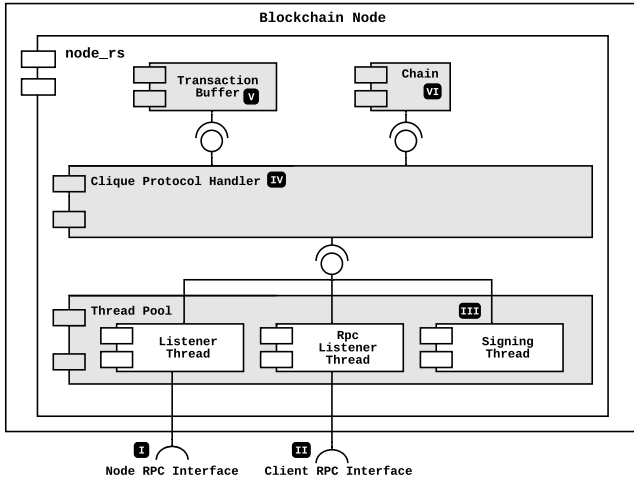 Blockchain Node
node_rs
Transaction
Buffer V
Chain
VI
Clique Protocol Handler IV
Thread Pool
III
Listener
Thread
Rpc
Listener
Thread
Signing
Thread
I
II
Node RPC Interface
Client RPC Interface